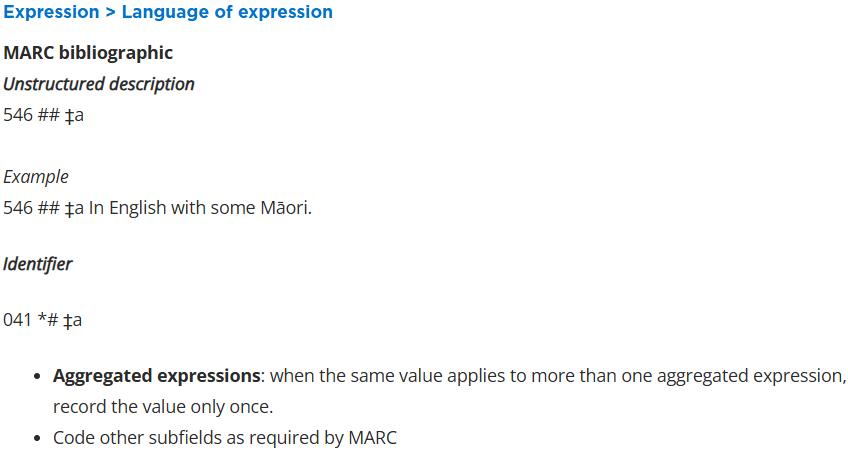 Expression > Language of expression
MARC bibliographic
Unstructured description
546 ## ‡a
Example
546 ## ‡a In English with some Māori.
Identifier
041 *# ‡a
• Aggregated expressions: when the same value applies to more than one aggregated expression,
record the value only once.
• Code other subfields as required by MARC